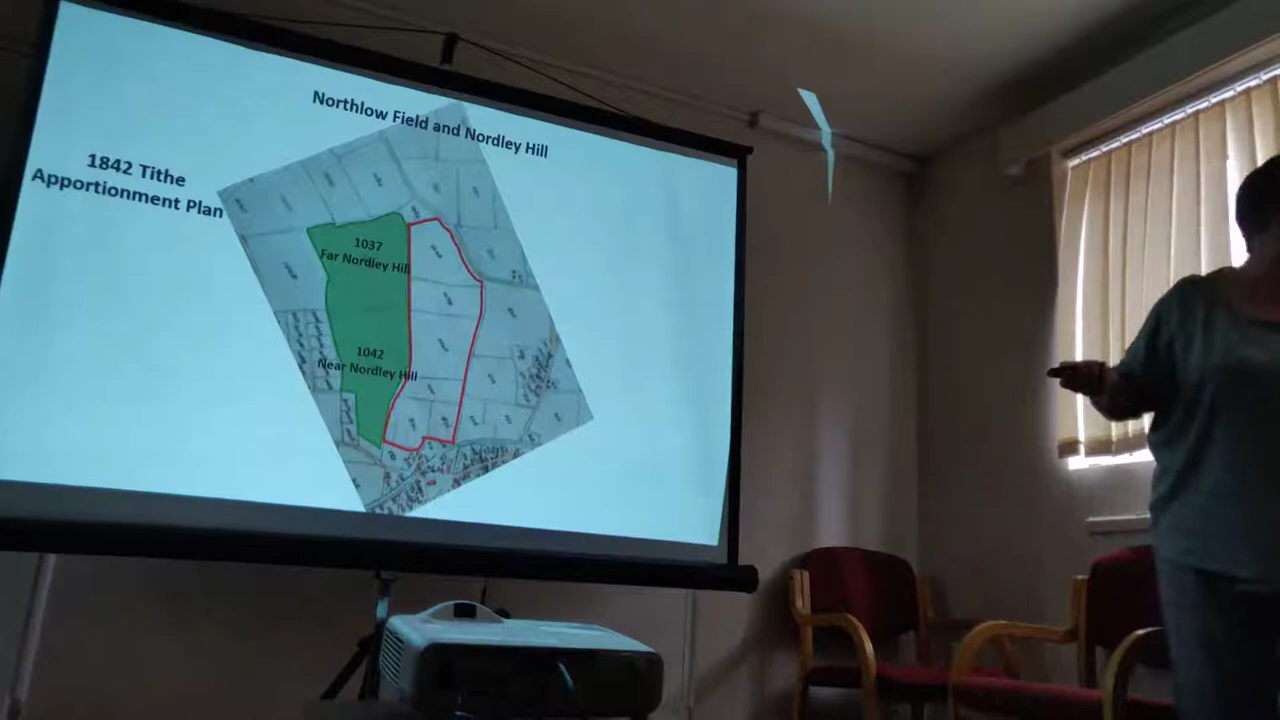 Northlow Field and Nordley Hill
1842 Tithe
Apportionment Plan
1037
Far Nordley Hill
1042
Near Nordley Hill